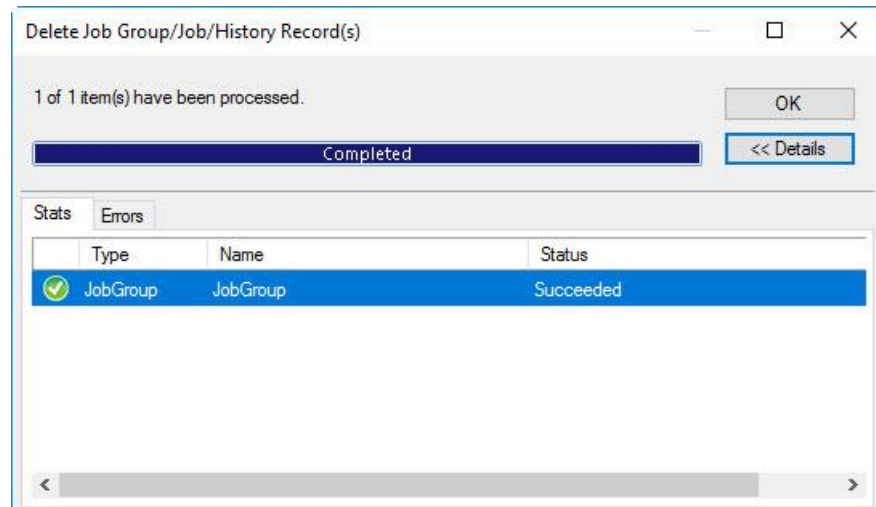 Delete Job Group/Job/History Record(s)
1 of 1 item(s) have been processed.
OK
Completed
<< Details
Stats Errors
Type Name Status
JobGroup JobGroup Succeeded